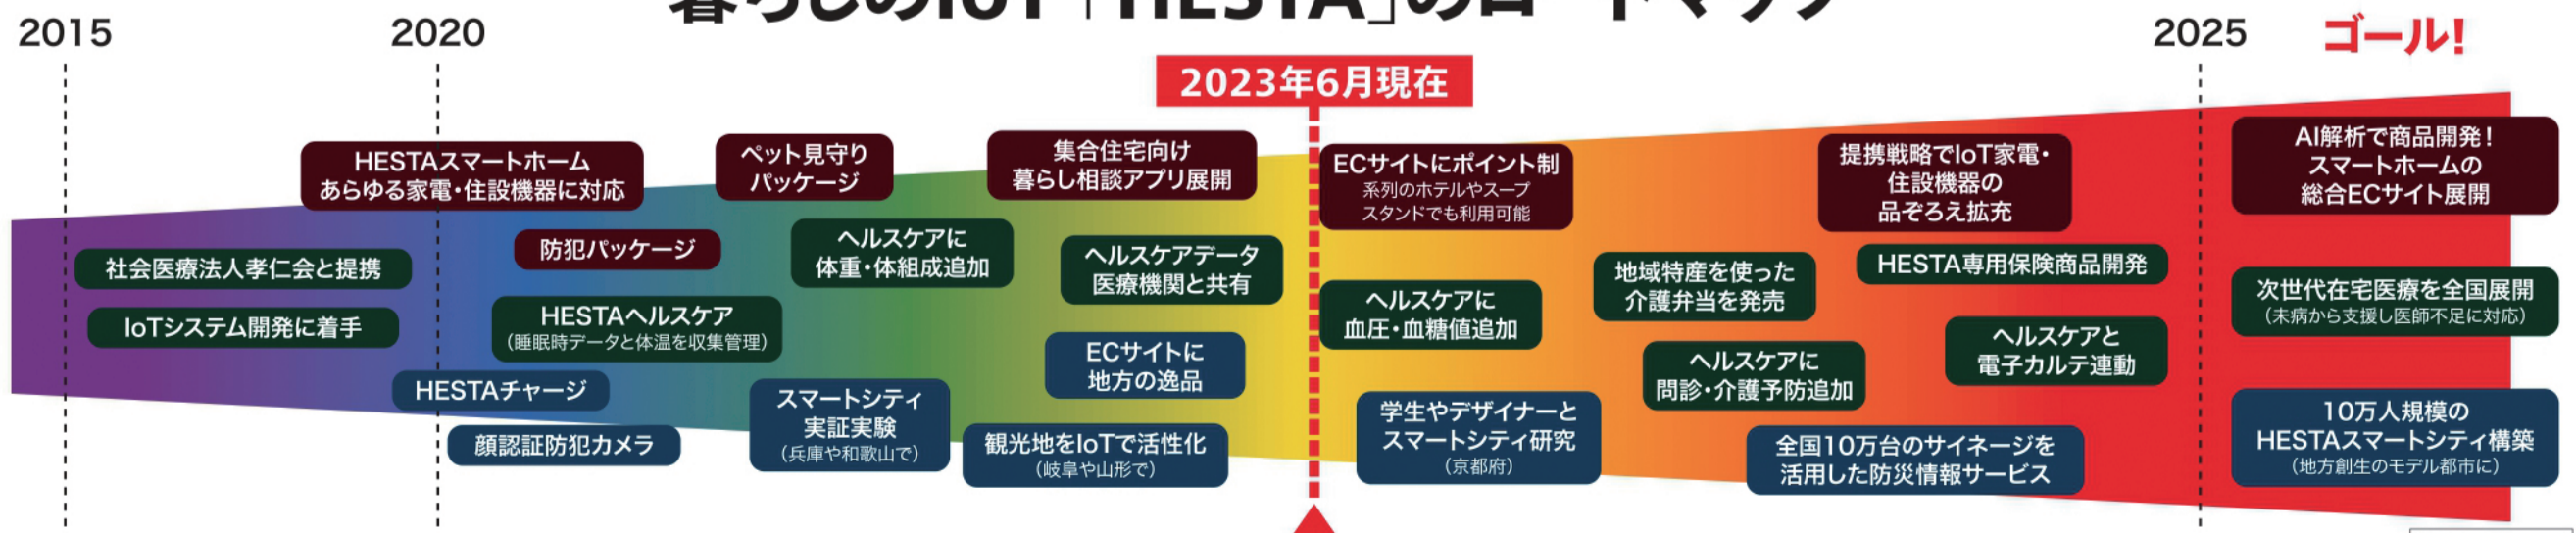 暮らしのIoT「HESTA」のロードマップ
2015
2020
2025
ゴール!
2023年6月現在
HESTAスマートホーム
あらゆる家電・住設機器に対応
ペット見守り
パッケージ
集合住宅向け
暮らし相談アプリ展開
ECサイトにポイント制
系列のホテルやスープ
スタンドでも利用可能
提携戦略でIoT家電・
住設機器の
品ぞろえ拡充
AI解析で商品開発!
スマートホームの
総合ECサイト展開
社会医療法人孝仁会と提携
防犯パッケージ
ヘルスケアに
体重・体組成追加
ヘルスケアデータ
医療機関と共有
ヘルスケアに
血圧・血糖値追加
地域特産を使った
介護弁当を発売
HESTA専用保険商品開発
次世代在宅医療を全国展開
(未病から支援し医師不足に対応)
IoTシステム開発に着手
HESTAヘルスケア
(睡眠時データと体温を収集管理)
ECサイトに
地方の逸品
ヘルスケアに
問診・介護予防追加
ヘルスケアと
電子カルテ連動
HESTAチャージ
顔認証防犯カメラ
スマートシティ
実証実験
(兵庫や和歌山で)
観光地をIoTで活性化
(岐阜や山形で)
学生やデザイナーと
スマートシティ研究
(京都府)
全国10万台のサイネージを
活用した防災情報サービス
10万人規模の
HESTAスマートシティ構築
(地方創生のモデル都市に)